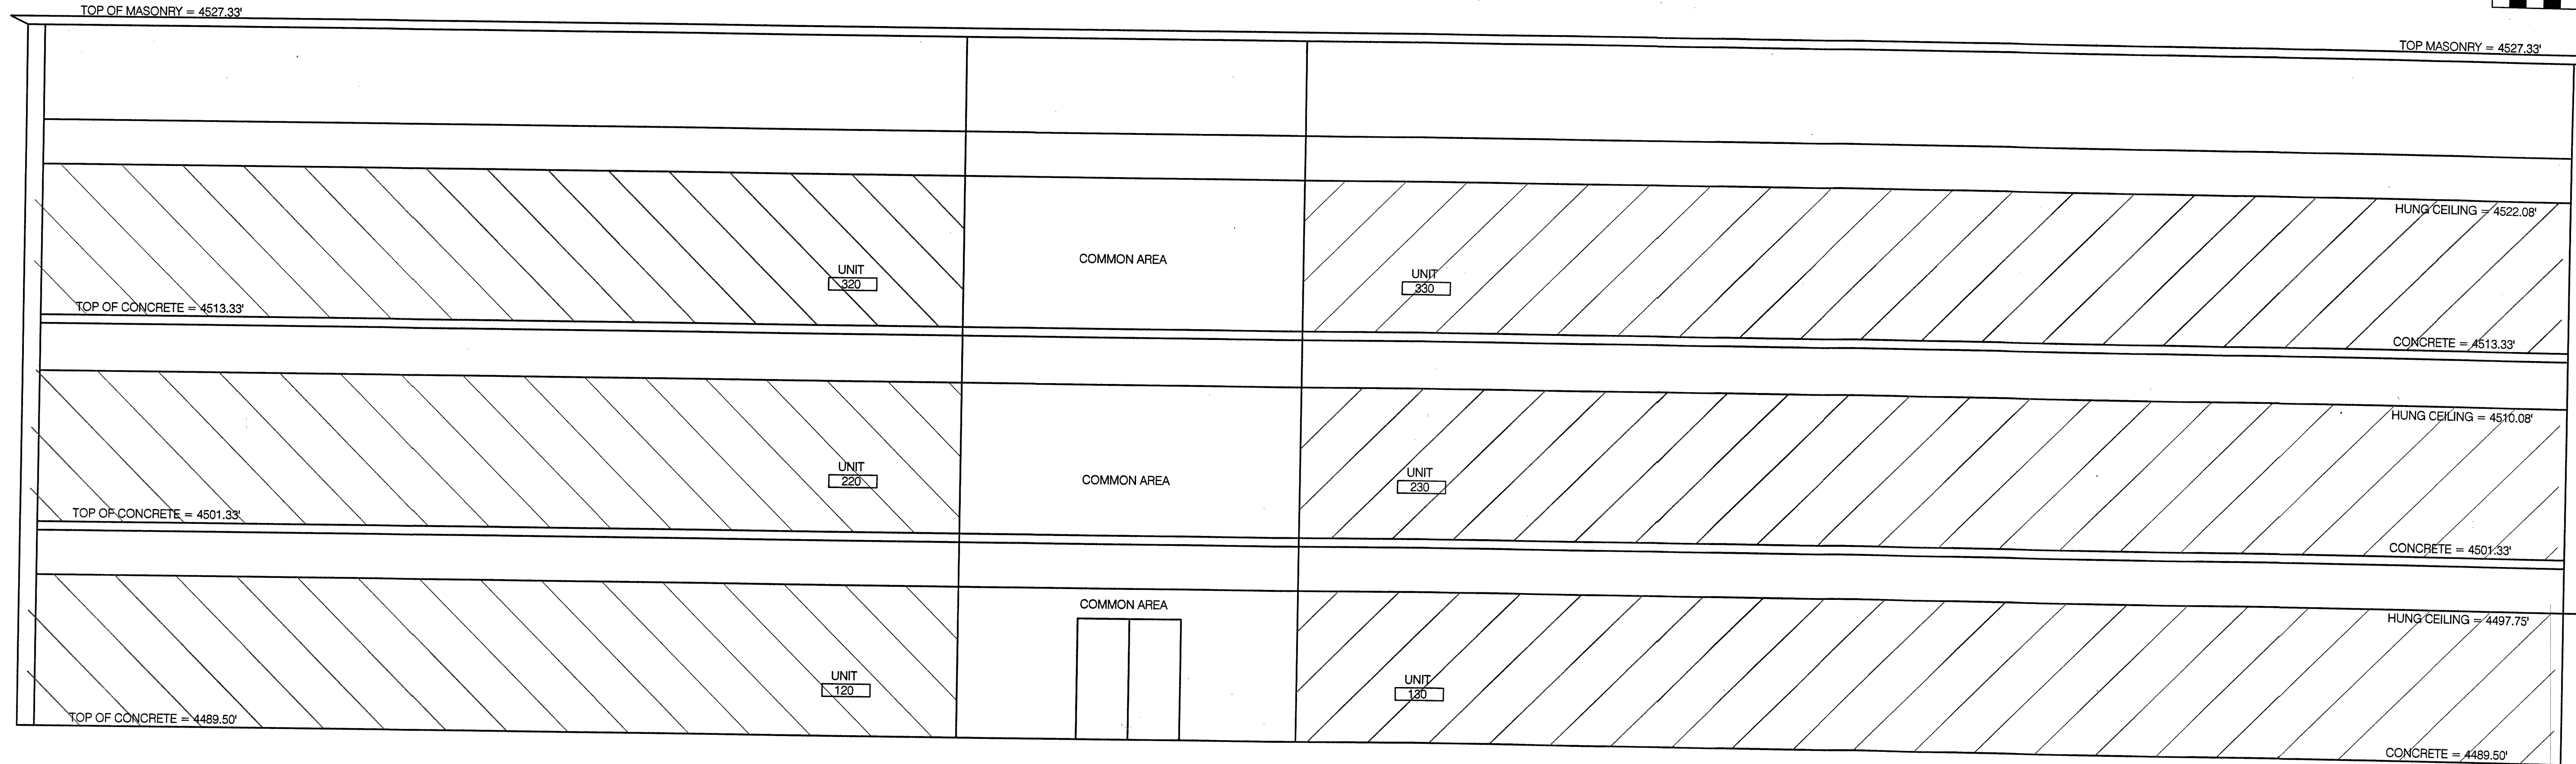 TOP OF MASONRY = 4527.33'
TOP MASONRY = 4527.33'
HUNG CEILING = 4522.08'
COMMON AREA
UNIT
320
UNIT
330
TOP OF CONCRETE = 4513.33'
CONCRETE = 4513.33'
HUNG CEILING = 4510.08'
UNIT
220
COMMON AREA
UNIT
230
TOP OF CONCRETE = 4501.33'
CONCRETE = 4501.33'
COMMON AREA
HUNG CEILING = 4497.75'
UNIT
120
UNIT
130
TOP OF CONCRETE = 4489.50'
CONCRETE = 4489.50'